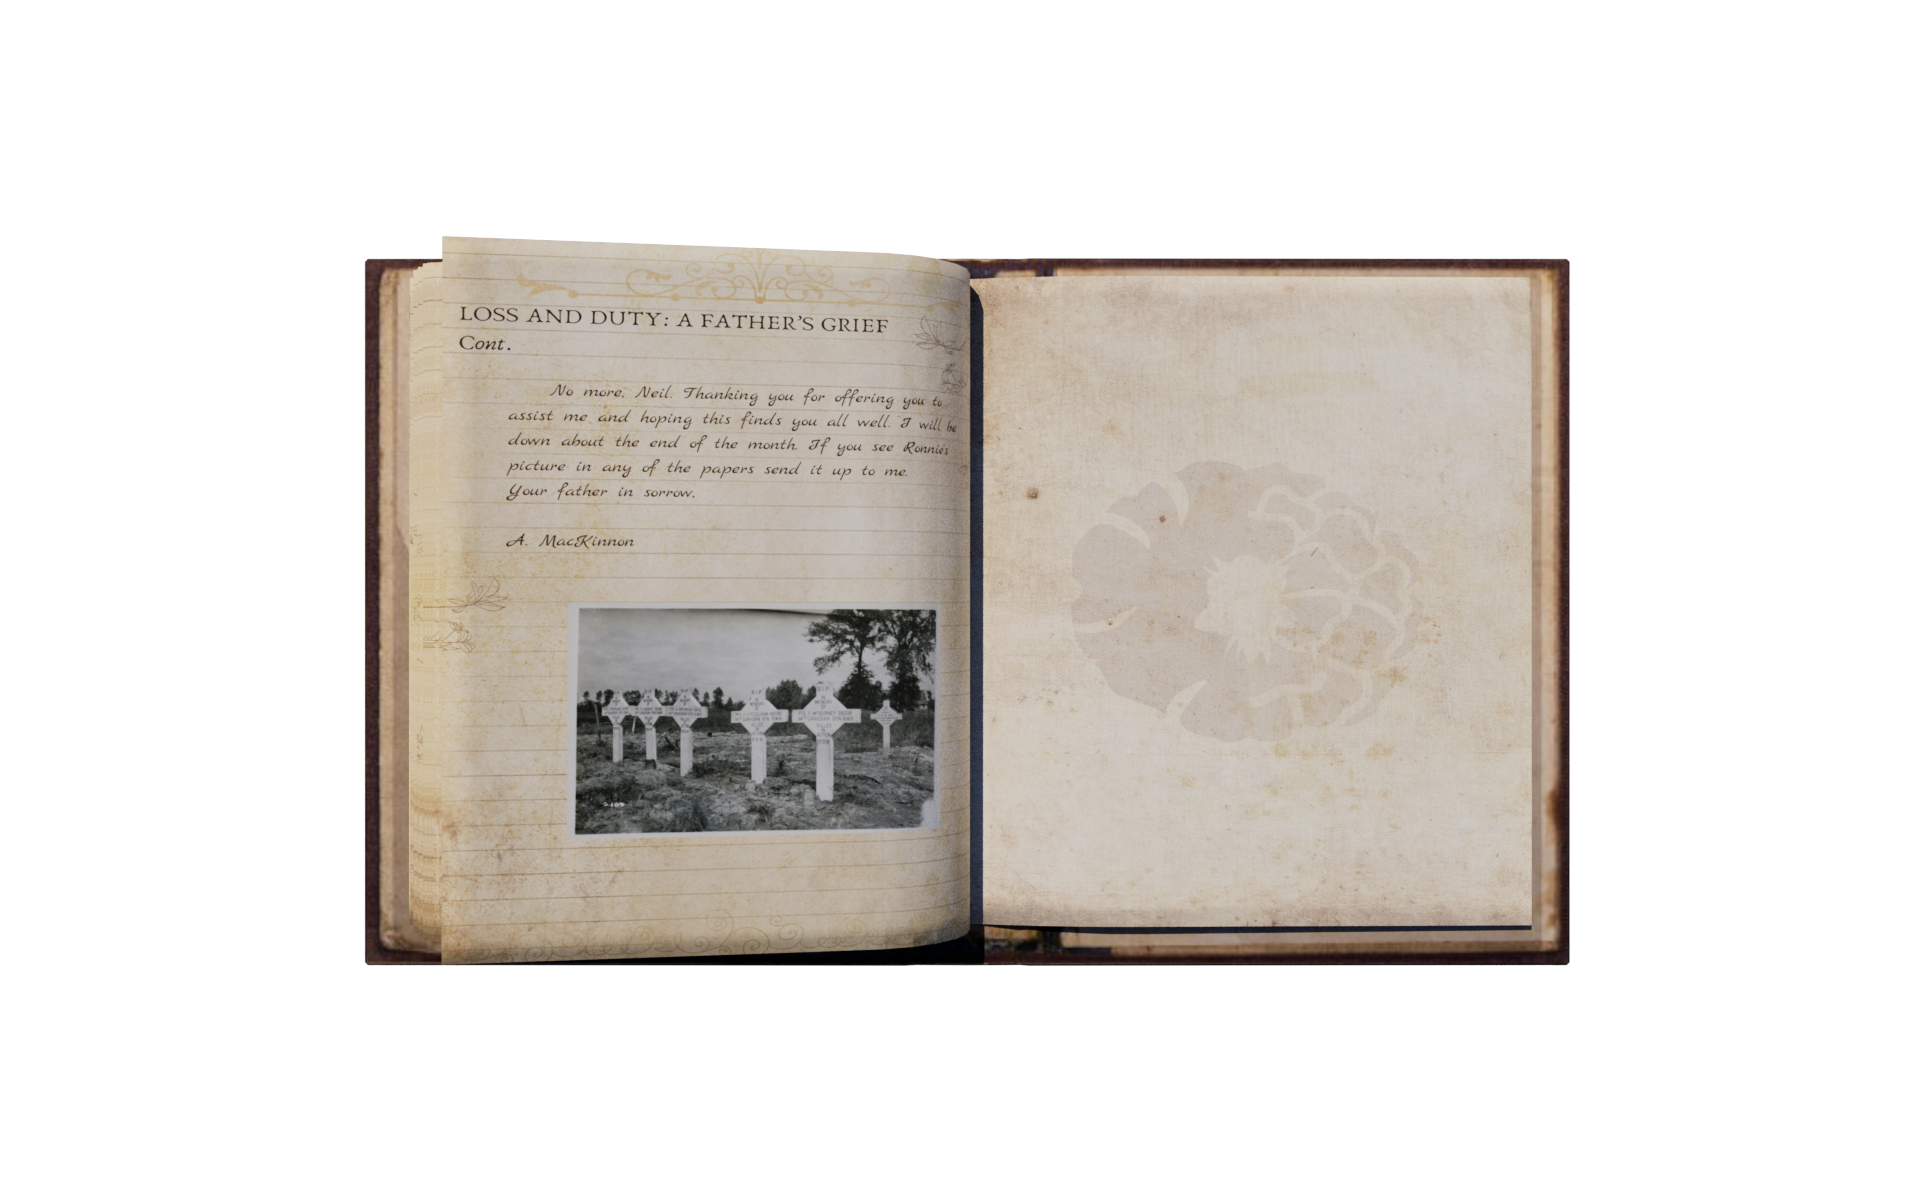 LOSS AND DUTY: A FATHER'S GRIEF
Cont.
No more, Neil. Thanking you for offering you to
assist me and hoping this finds you all well. I will be
down about the end of the month. If you see Ronnie's
picture in any of the papers send it up to me.
Your father in sorrow.
A. MacKinnon